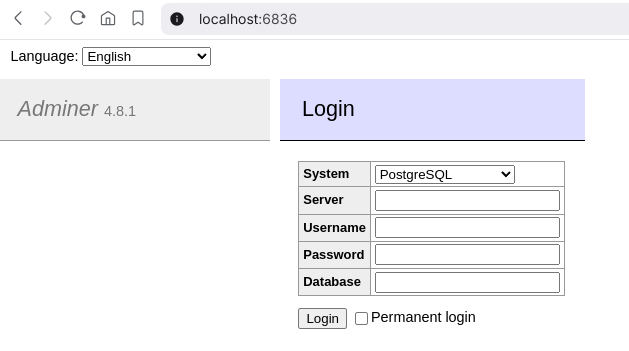 localhost:6836
Language: English
Adminer 4.8.1
Login
System PostgreSQL
Server
Username
Password
Database
Login Permanent login